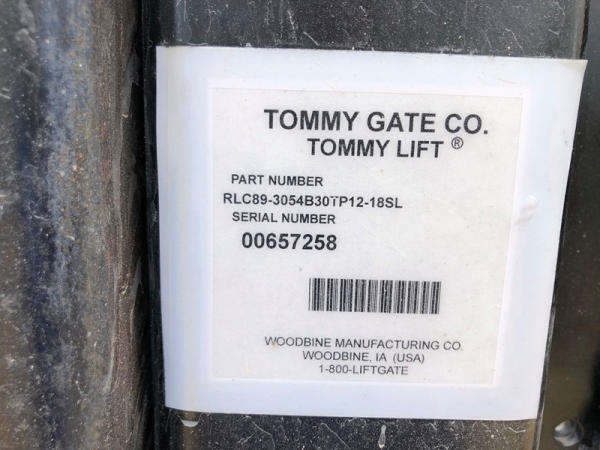 TOMMY GATE CO.
TOMMY LIFT ®
PART NUMBER
RLC89-3054B30TP12-18SL
SERIAL NUMBER
00657258
WOODBINE MANUFACTURING CO.
WOODBINE, IA (USA)
1-800-LIFTGATE